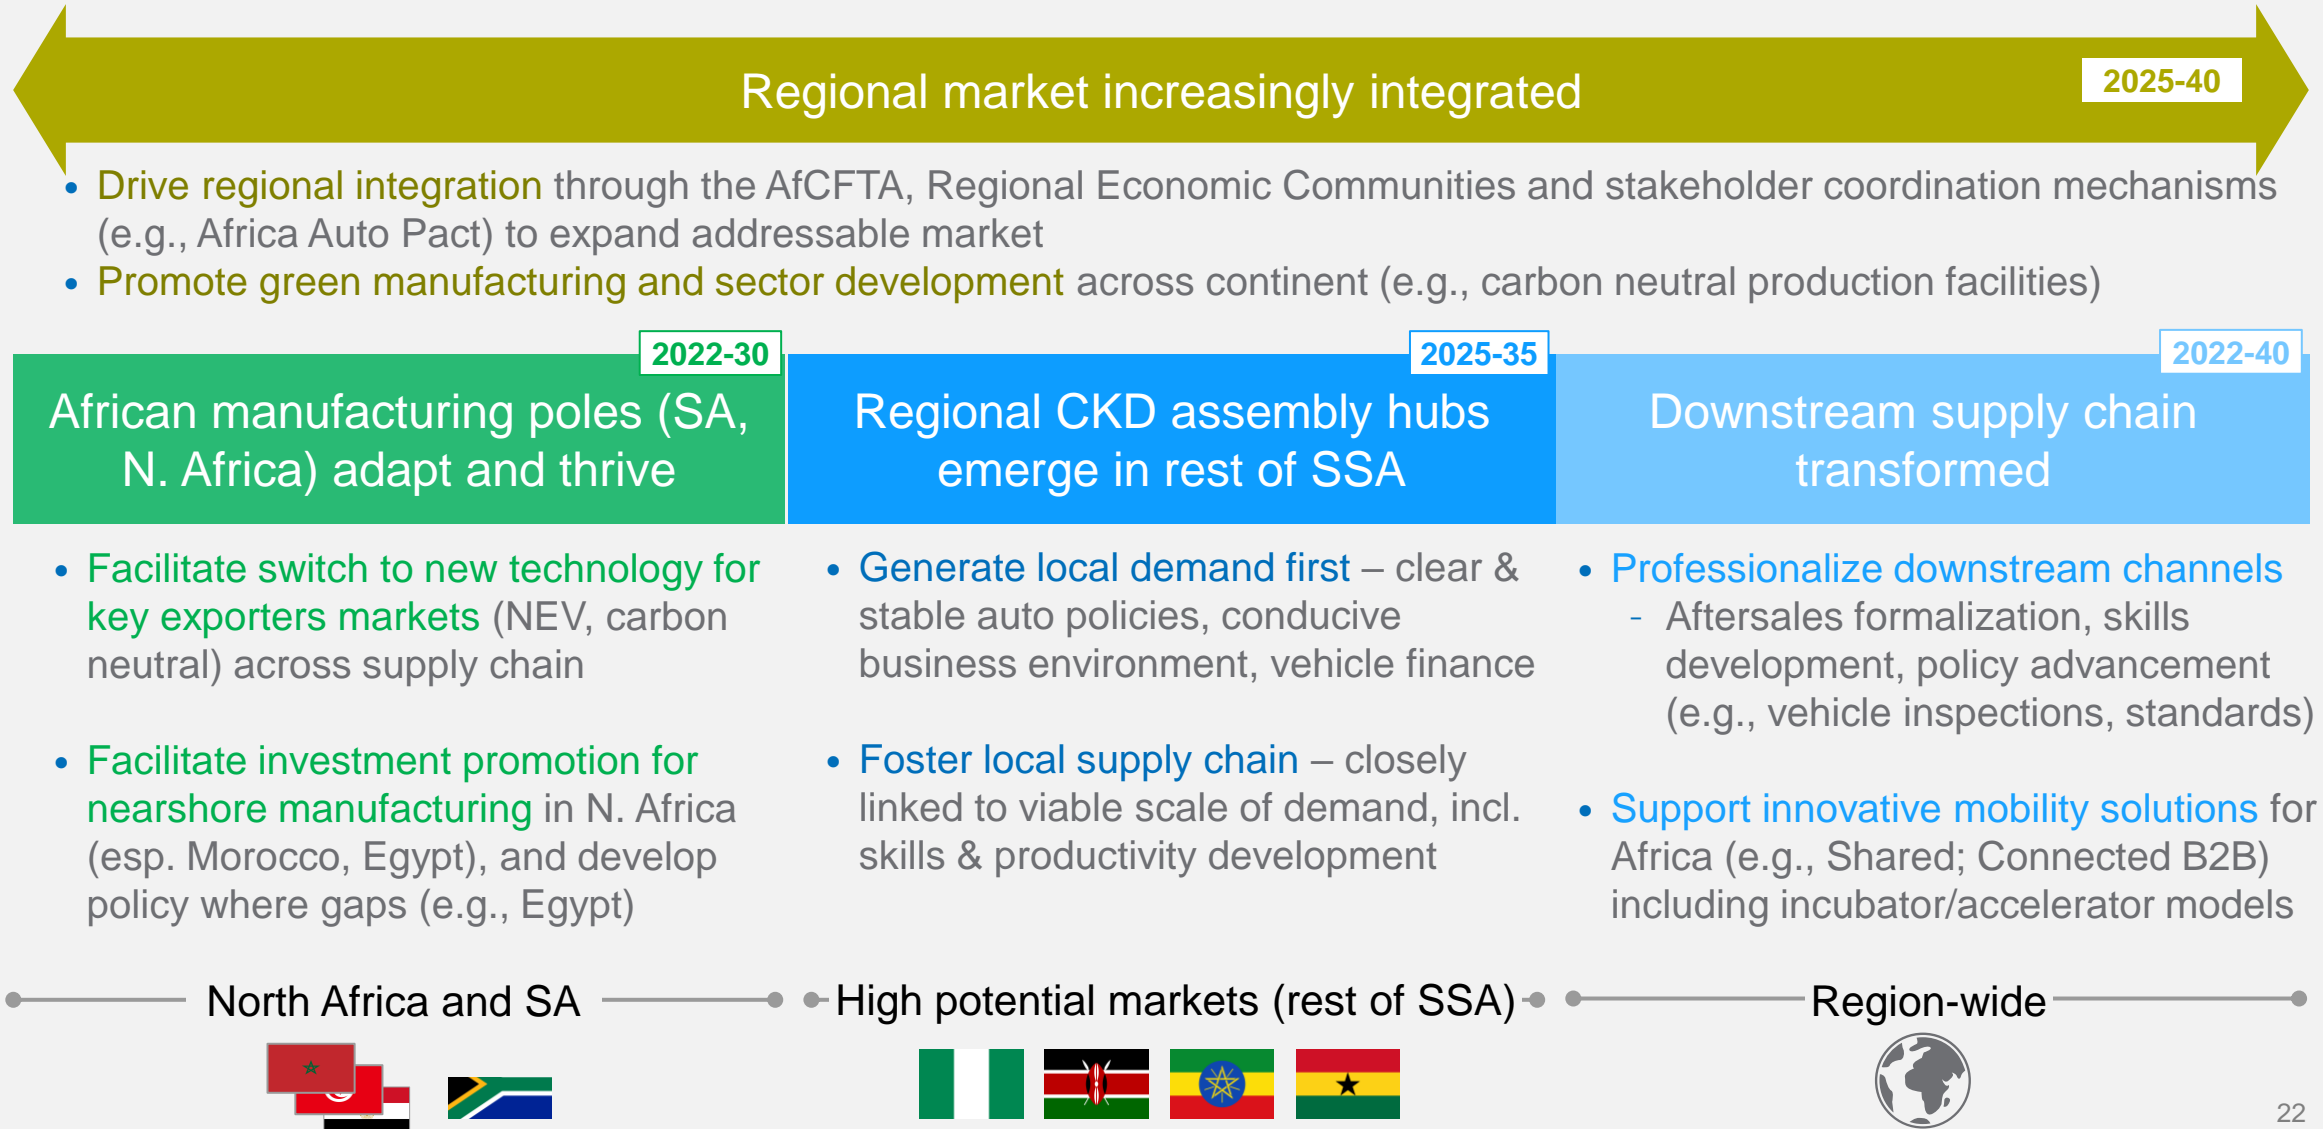 Regional market increasingly integrated
2025-40
• Drive regional integration through the AfCFTA, Regional Economic Communities and stakeholder coordination mechanisms
(e.g., Africa Auto Pact) to expand addressable market
• Promote green manufacturing and sector development across continent (e.g., carbon neutral production facilities)
2022-30
African manufacturing poles (SA,
N. Africa) adapt and thrive
• Facilitate switch to new technology for
key exporters markets (NEV, carbon
neutral) across supply chain
• Facilitate investment promotion for
nearshore manufacturing in N. Africa
(esp. Morocco, Egypt), and develop
policy where gaps (e.g., Egypt)
North Africa and SA
2025-35
Regional CKD assembly hubs
emerge in rest of SSA
• Generate local demand first – clear &
stable auto policies, conducive
business environment, vehicle finance
• Foster local supply chain – closely
linked to viable scale of demand, incl.
skills & productivity development
High potential markets (rest of SSA)
2022-40
Downstream supply chain
transformed
• Professionalize downstream channels
- Aftersales formalization, skills
development, policy advancement
(e.g., vehicle inspections, standards)
• Support innovative mobility solutions for
Africa (e.g., Shared; Connected B2B)
including incubator/accelerator models
Region-wide
22